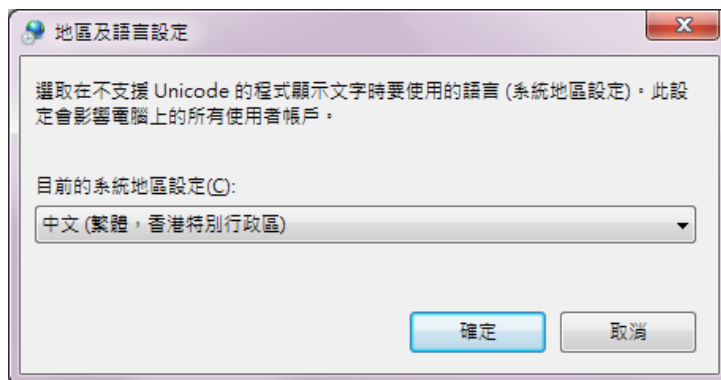 地區及語言設定
選取在不支援 Unicode 的程式顯示文字時要使用的語言 (系統地區設定)。此設
定會影響電腦上的所有使用者帳戶。
目前的系統地區設定(C):
中文 (繁體，香港特別行政區)
確定
取消